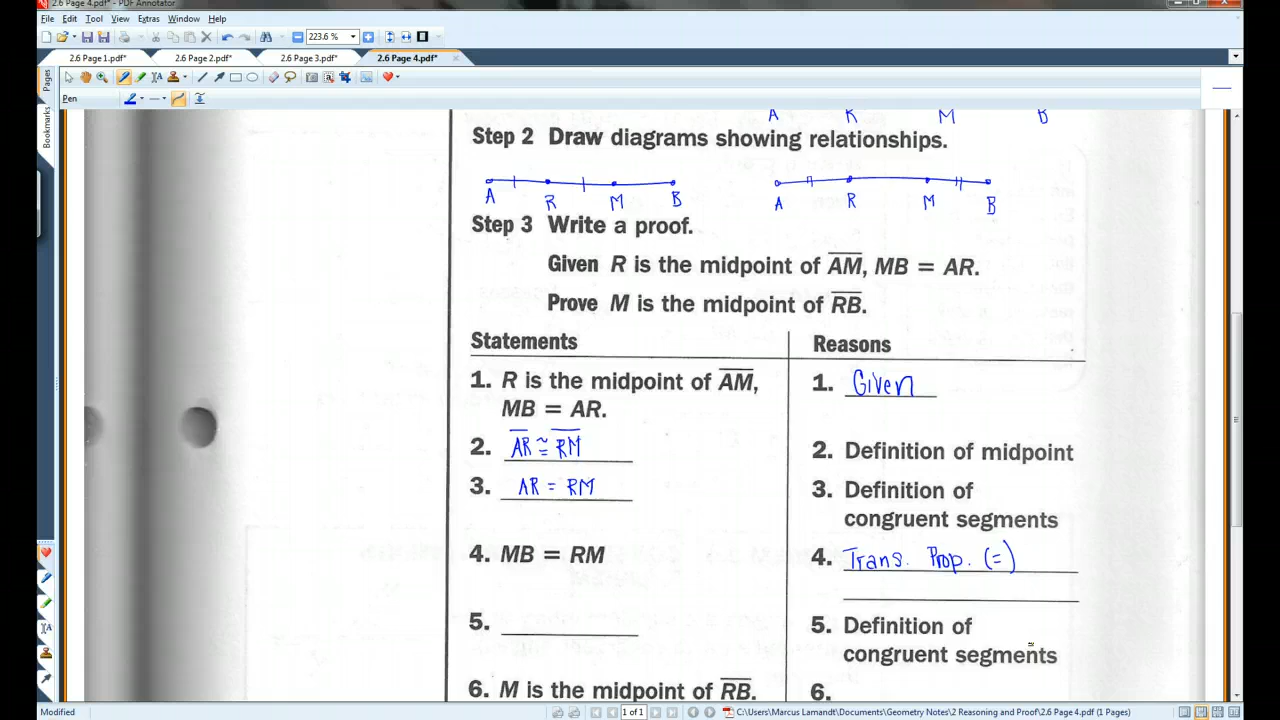 2.6 Page 4.pdf* - PDF Annotator
File Edit Tool View Extras Window Help
223.6 %
2.6 Page 1.pdf* 2.6 Page 2.pdf* 2.6 Page 3.pdf* 2.6 Page 4.pdf*
Pen
Pages
Bookmarks
A R M B
Step 2 Draw diagrams showing relationships.
A R M B A R M B
Step 3 Write a proof.
Given R is the midpoint of A̅M̅, MB = AR.
Prove M is the midpoint of R̅B̅.
Statements Reasons
1. R is the midpoint of A̅M̅, 1. Given
MB = AR.
2. A̅R̅ ≅ R̅M̅ 2. Definition of midpoint
3. AR = RM 3. Definition of
congruent segments
4. MB = RM 4. Trans. Prop. (=)
5. 5. Definition of
congruent segments
6. M is the midpoint of R̅B̅. 6.
Modified 1 of 1 C:\Users\Marcus Lamandt\Documents\Geometry Notes\2 Reasoning and Proof\2.6 Page 4.pdf (1 Pages)